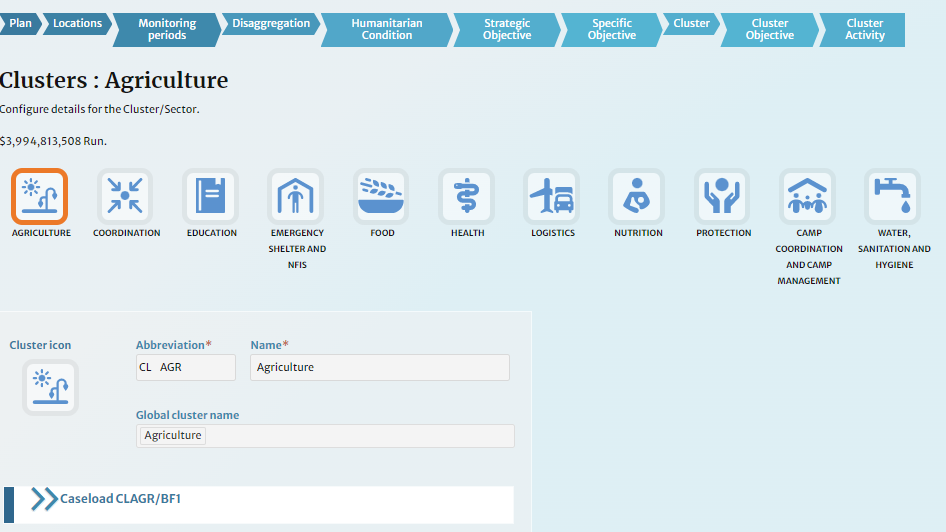 Plan
Locations
Monitoring
periods
Disaggregation
Humanitarian
Condition
Strategic
Objective
Specific
Objective
Cluster
Cluster
Objective
Cluster
Activity
Clusters : Agriculture
Configure details for the Cluster/Sector.
$3,994,813,508 Run.
AGRICULTURE
COORDINATION
EDUCATION
EMERGENCY
SHELTER AND
NFIS
FOOD
HEALTH
LOGISTICS
NUTRITION
PROTECTION
CAMP
COORDINATION
AND CAMP
MANAGEMENT
WATER,
SANITATION AND
HYGIENE
Cluster icon
Abbreviation*
Name*
CL AGR
Agriculture
Global cluster name
Agriculture
Caseload CLAGR/BF1